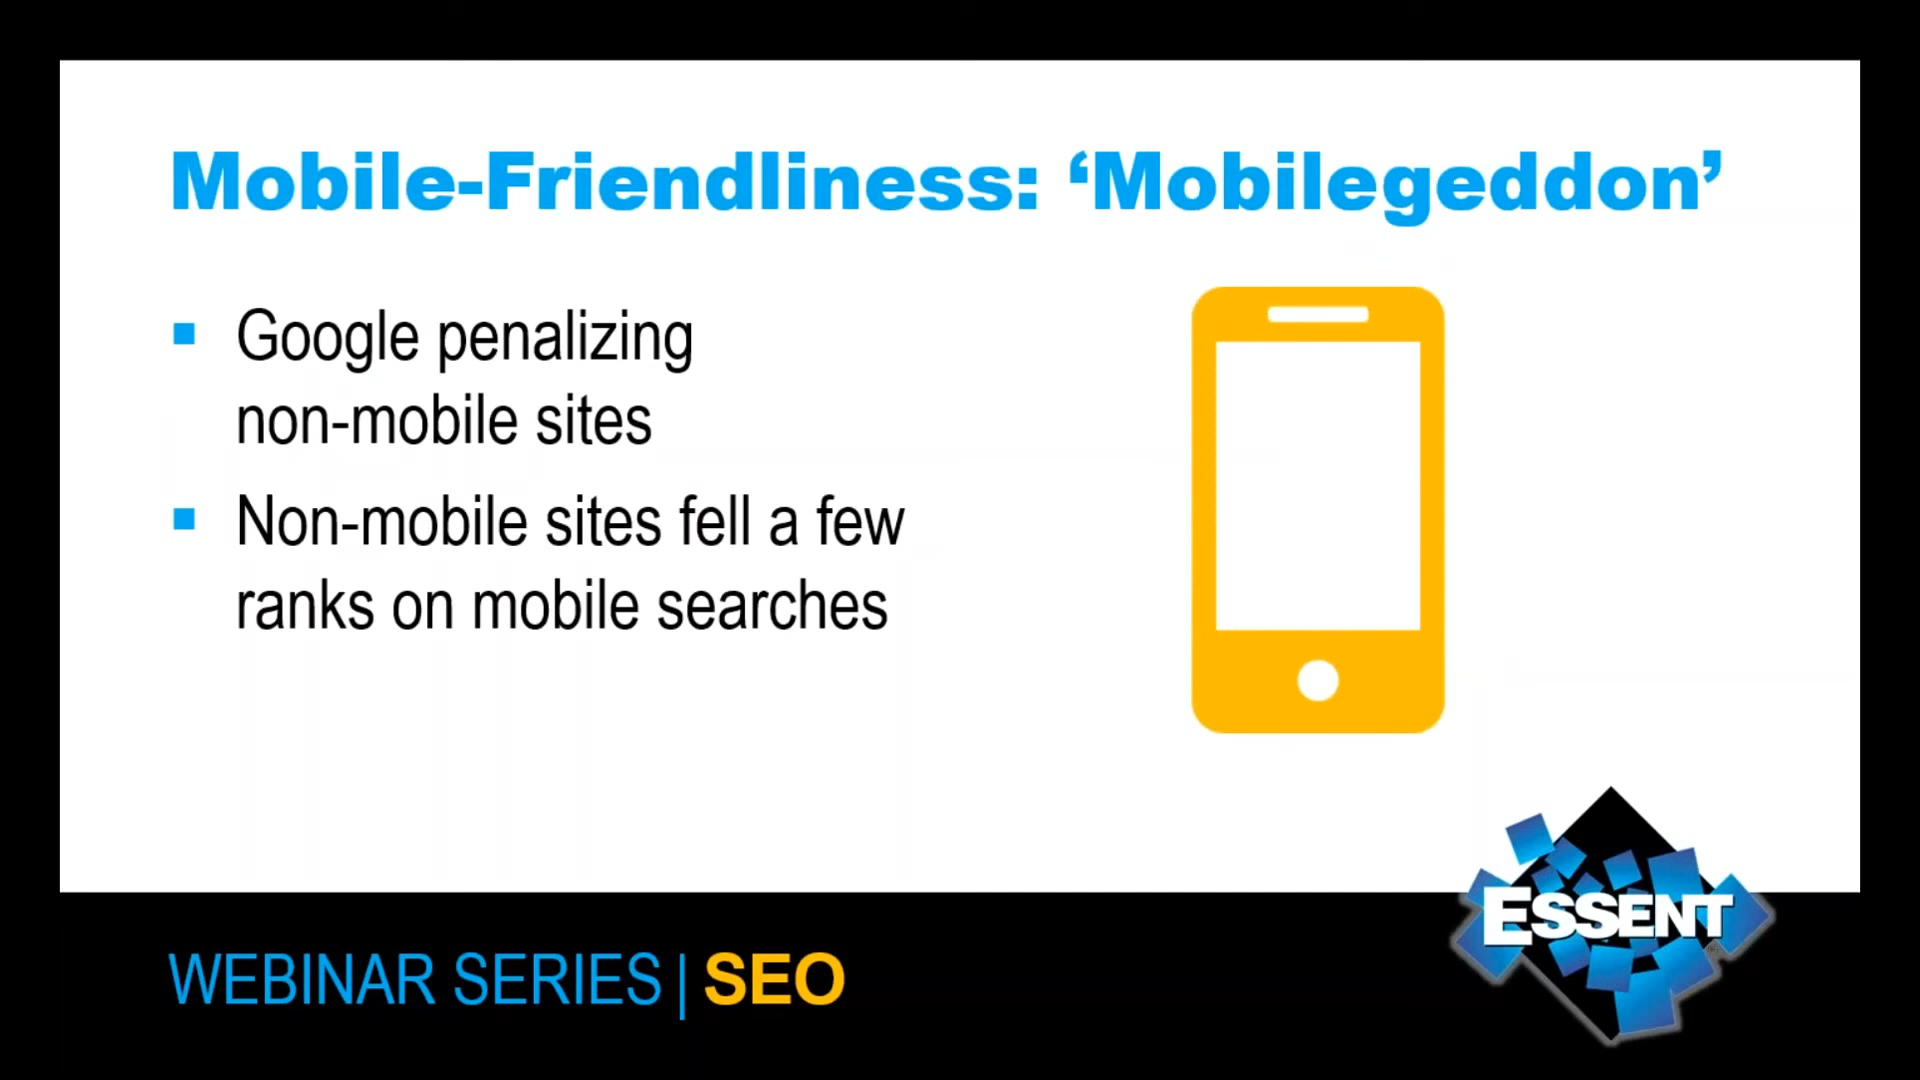 Mobile-Friendliness: ‘Mobilegeddon’
Google penalizing
non-mobile sites
Non-mobile sites fell a few
ranks on mobile searches
ESSENT
WEBINAR SERIES | SEO